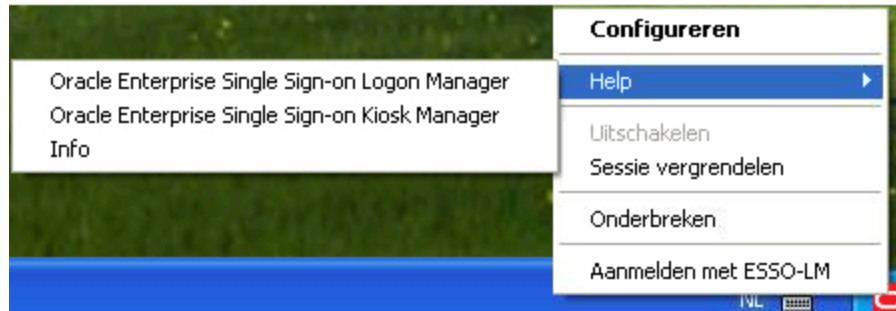 Configureren
Help
Oracle Enterprise Single Sign-on Logon Manager
Oracle Enterprise Single Sign-on Kiosk Manager
Info
Uitschakelen
Sessie vergrendelen
Onderbreken
Aanmelden met ESSO-LM
NL